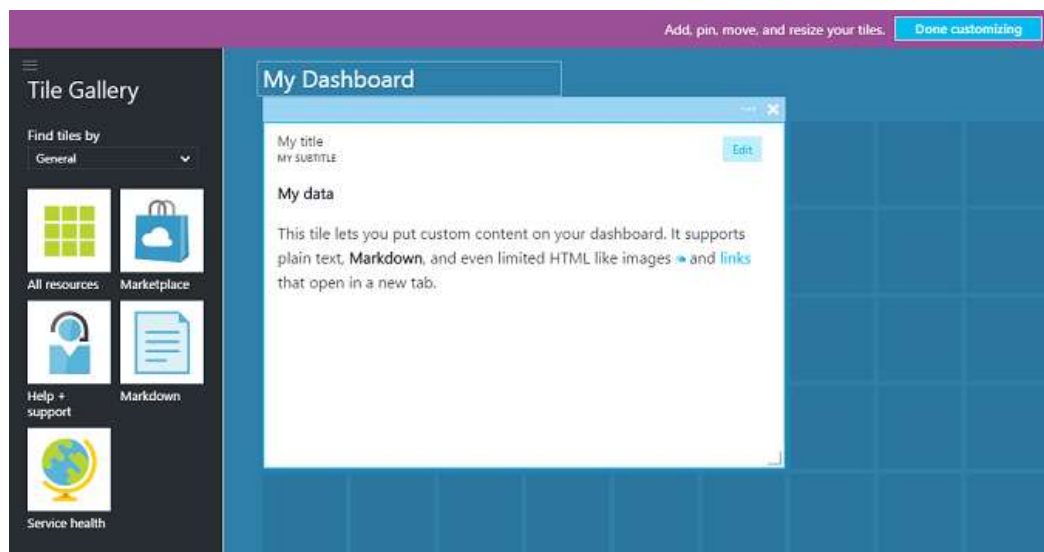 Add, pin, move, and resize your tiles.
Done customizing
Tile Gallery
Find tiles by
General
All resources
Marketplace
Help +
support
Markdown
Service health
My Dashboard
My title
MY SUBTITLE
Edit
My data
This tile lets you put custom content on your dashboard. It supports
plain text, Markdown, and even limited HTML like images and links
that open in a new tab.